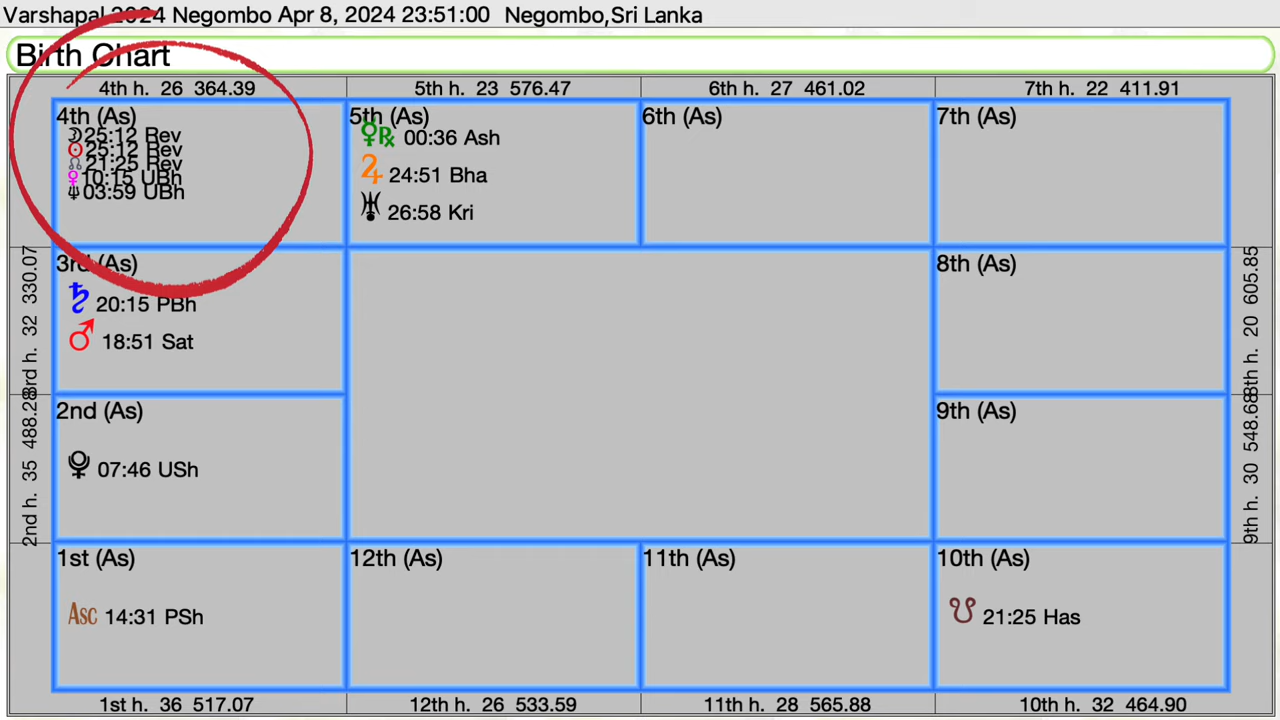 Varshapal 2024 Negombo Apr 8, 2024 23:51:00 Negombo,Sri Lanka
Birth Chart
4th h. 26 364.39
5th h. 23 576.47
6th h. 27 461.02
7th h. 22 411.91
4th (As)
☽25:12 Rev
☉25:12 Rev
☊21:25 Rev
♀10:15 UBh
♆03:59 UBh
5th (As)
☿℞ 00:36 Ash
♃ 24:51 Bha
♅ 26:58 Kri
6th (As)
7th (As)
3rd h. 32 330.07
3rd (As)
♄ 20:15 PBh
♂ 18:51 Sat
8th (As)
8th h. 20 605.85
2nd h. 35 488.28
2nd (As)
07:46 USh
9th (As)
9th h. 30 548.68
1st (As)
Asc 14:31 PSh
12th (As)
11th (As)
10th (As)
☋ 21:25 Has
1st h. 36 517.07
12th h. 26 533.59
11th h. 28 565.88
10th h. 32 464.90